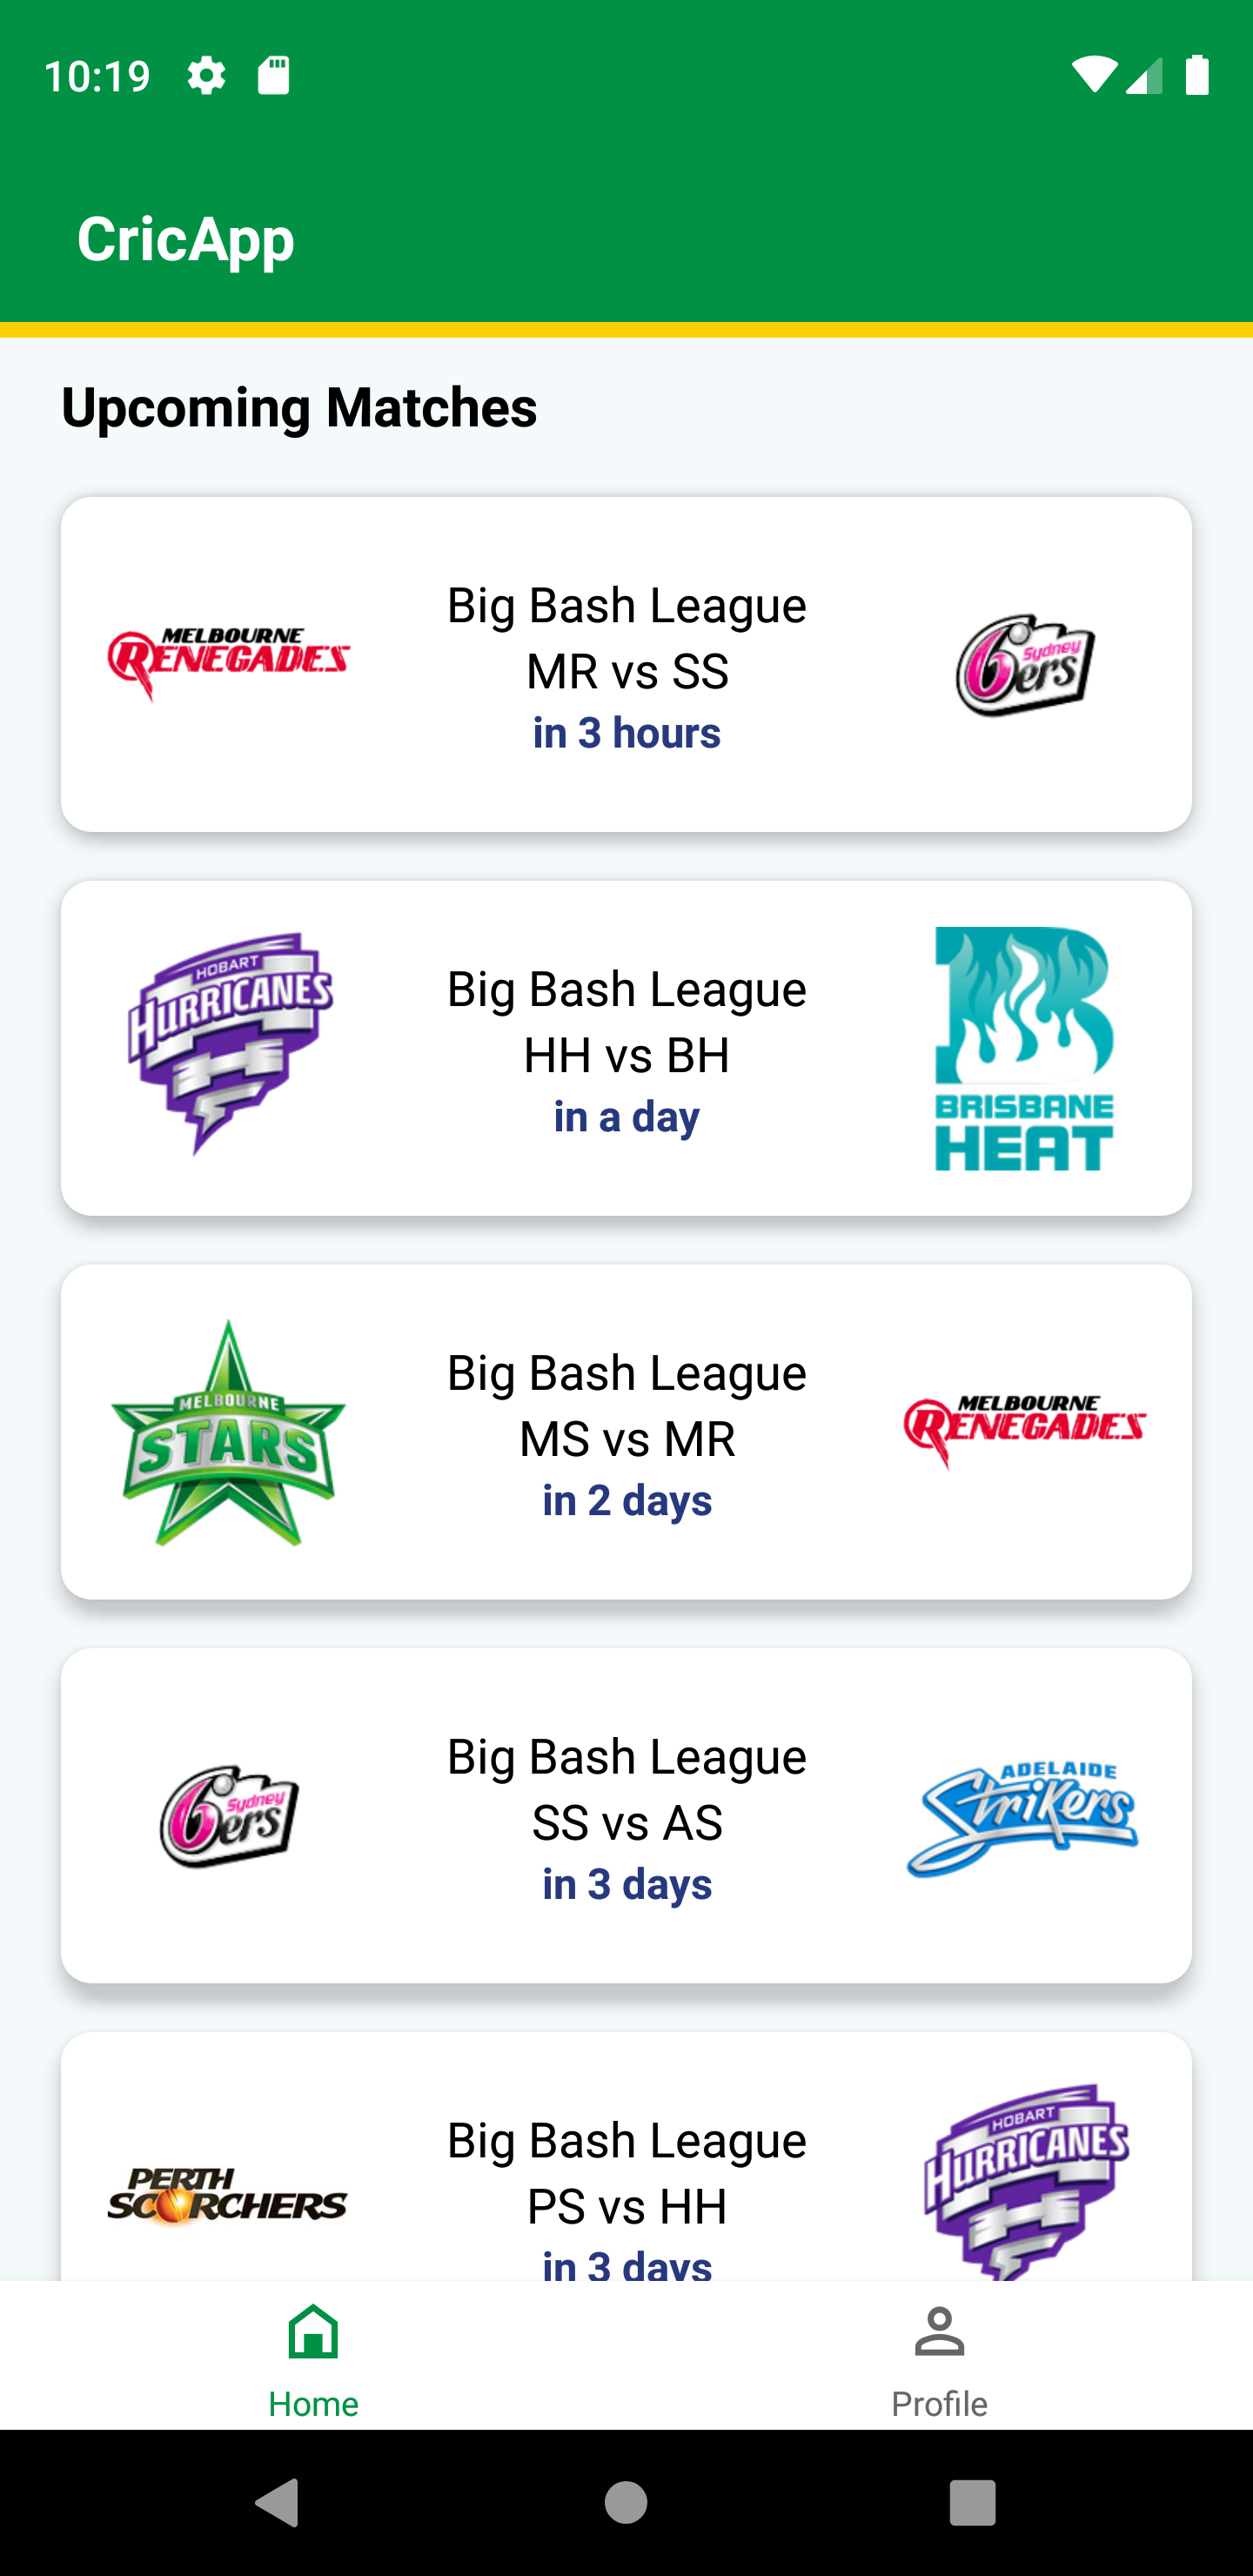 10:19
CricApp
Upcoming Matches
MELBOURNE
RENEGADES
Big Bash League
MR vs SS
in 3 hours
Sydney
6ers
HOBART
HURRICANES
Big Bash League
HH vs BH
in a day
BRISBANE
HEAT
MELBOURNE
STARS
Big Bash League
MS vs MR
in 2 days
MELBOURNE
RENEGADES
Sydney
6ers
Big Bash League
SS vs AS
in 3 days
ADELAIDE
Strikers
PERTH
SCORCHERS
Big Bash League
PS vs HH
in 3 days
HOBART
HURRICANES
Home
Profile